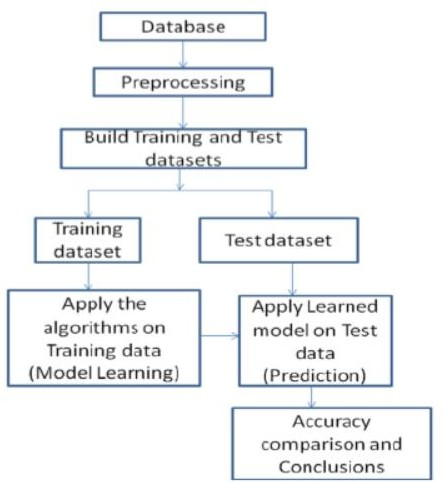 Database
Preprocessing
Build Training and Test
datasets
Training
dataset
Test dataset
Apply the
algorithms on
Training data
(Model Learning)
Apply Learned
model on Test
data
(Prediction)
Accuracy
comparison and
Conclusions